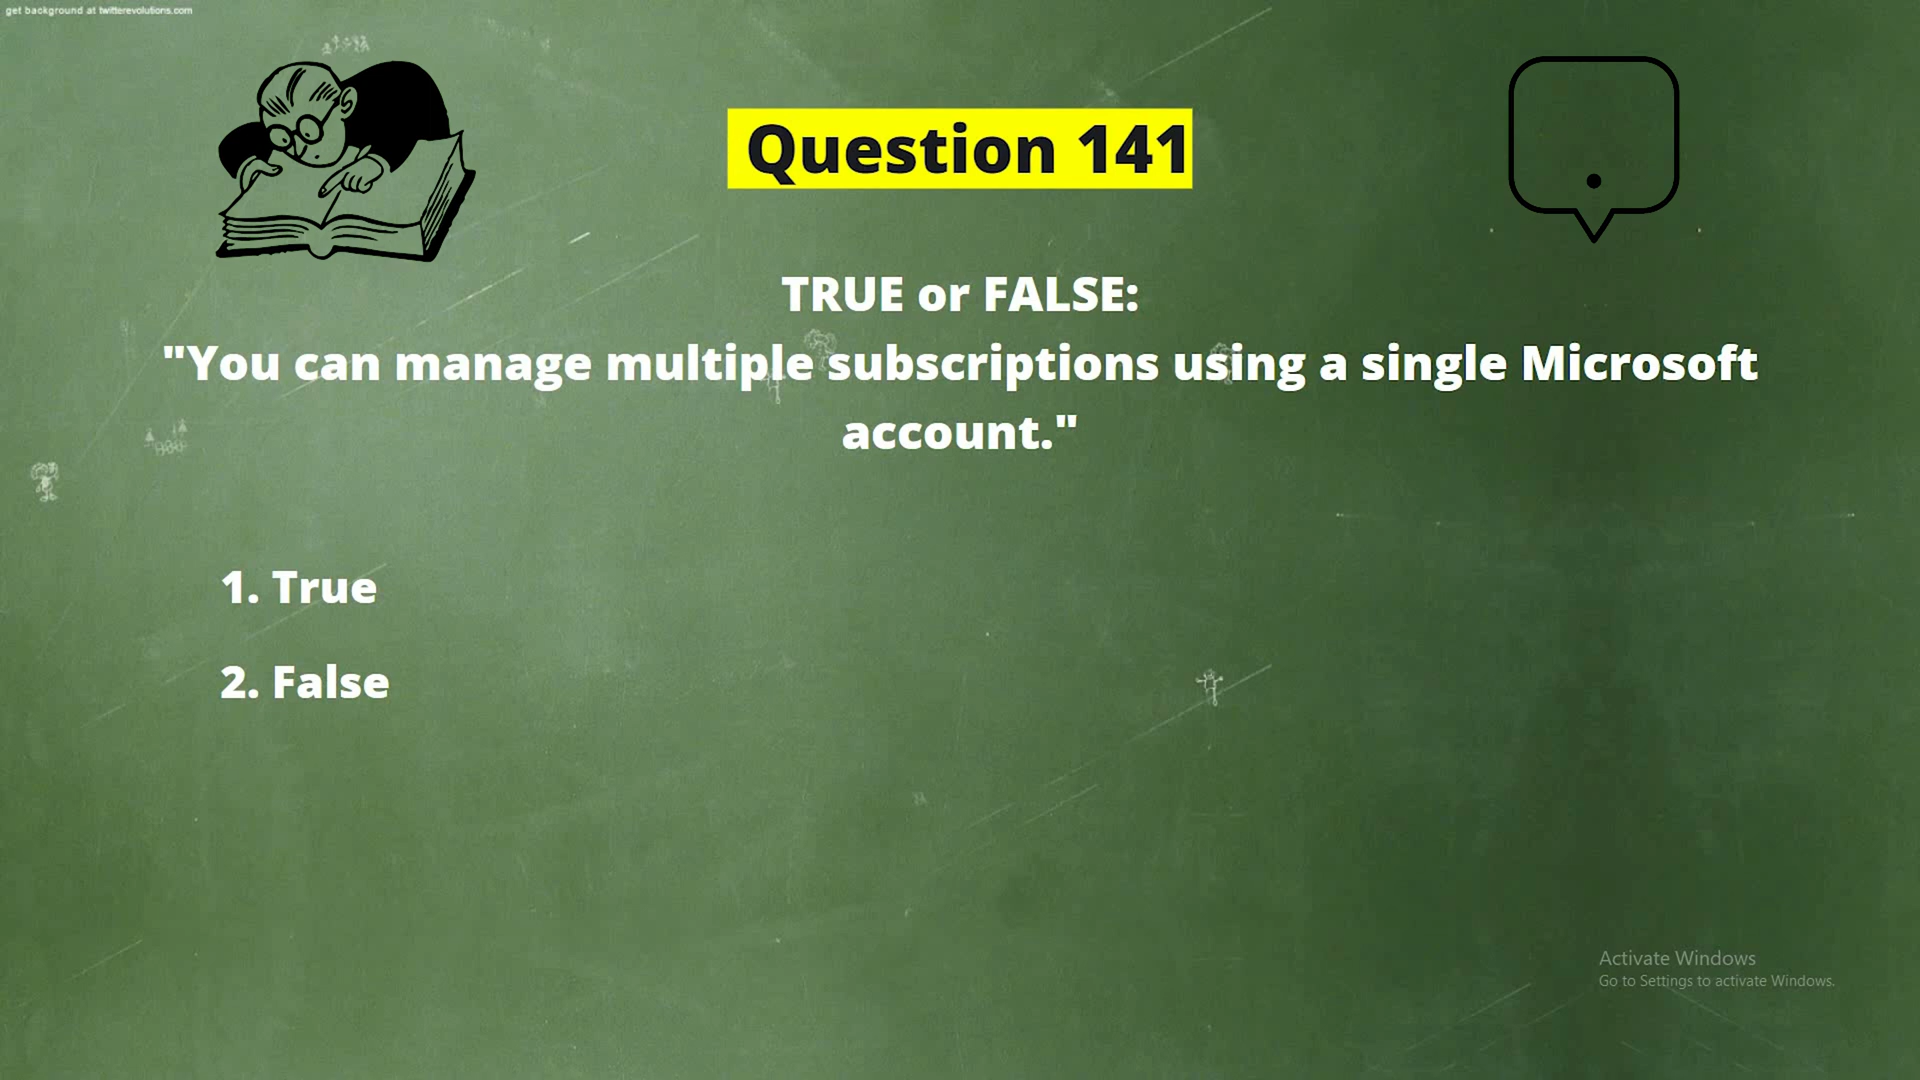 get background at twitterevolutions.com
Question 141
TRUE or FALSE:
"You can manage multiple subscriptions using a single Microsoft
account."
1. True
2. False
Activate Windows
Go to Settings to activate Windows.